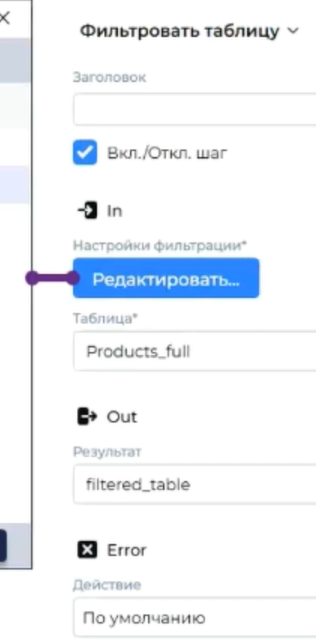 Фильтровать таблицу
Заголовок
Вкл./Откл. шаг
In
Настройки фильтрации*
Редактировать...
Таблица*
Products_full
Out
Результат
filtered_table
Error
Действие
По умолчанию